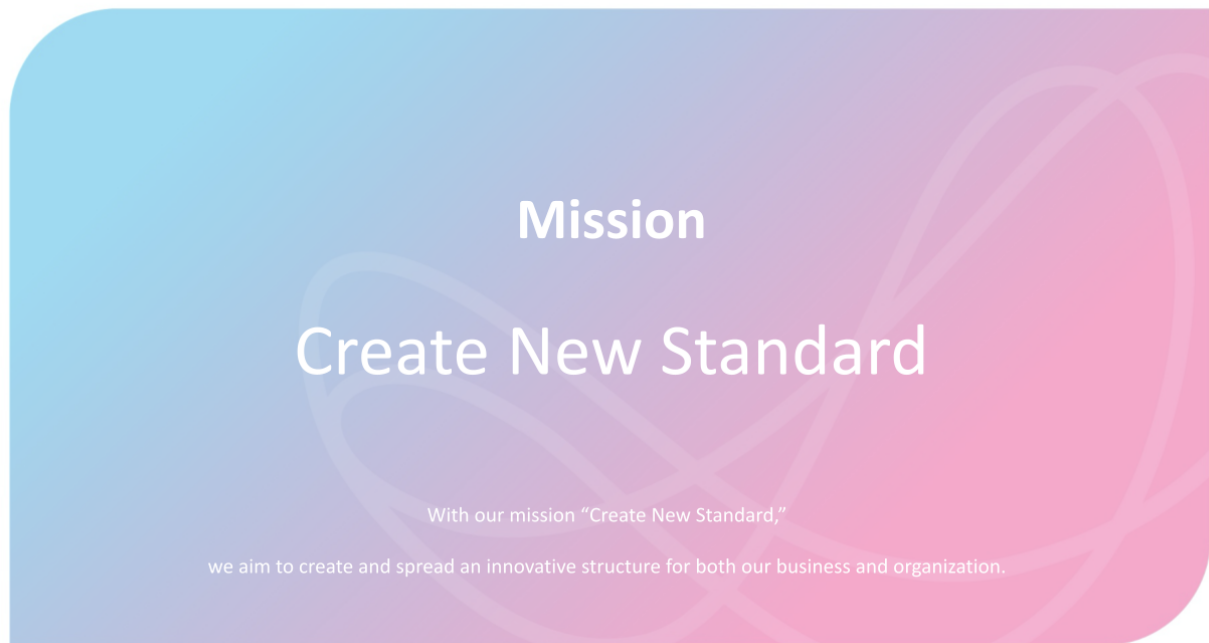 Mission
Create New Standard
With our mission “Create New Standard,”
we aim to create and spread an innovative structure for both our business and organization.